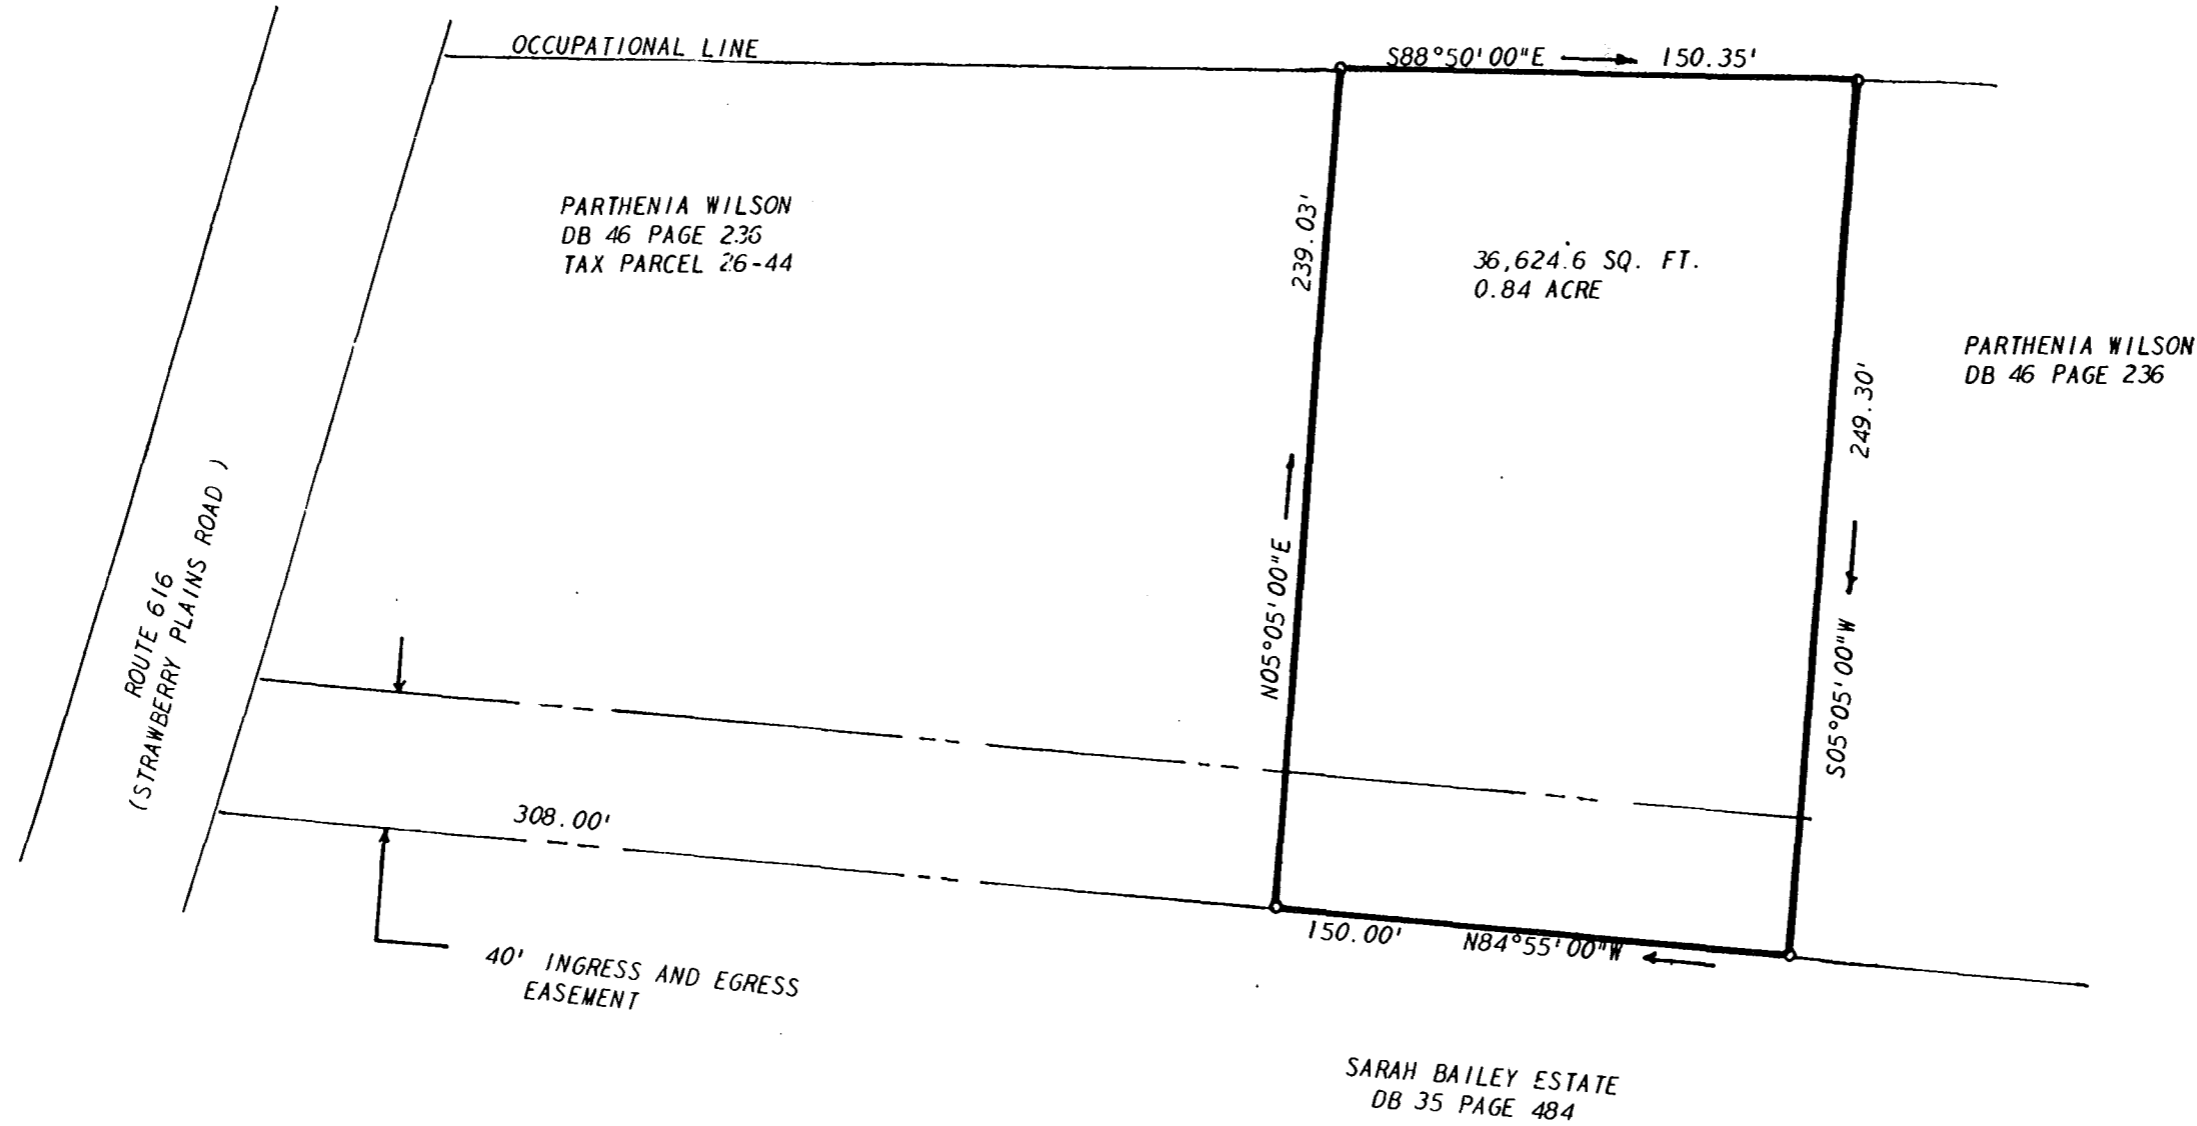 OCCUPATIONAL LINE
S88°50'00"E 150.35'
PARTHENIA WILSON
DB 46 PAGE 236
TAX PARCEL 26-44
239.03'
36,624.6 SQ. FT.
0.84 ACRE
PARTHENIA WILSON
DB 46 PAGE 236
249.30'
N05°05'00"E
S05°05'00"W
ROUTE 616
(STRAWBERRY PLAINS ROAD )
308.00'
150.00' N84°55'00"W
40' INGRESS AND EGRESS
EASEMENT
SARAH BAILEY ESTATE
DB 35 PAGE 484